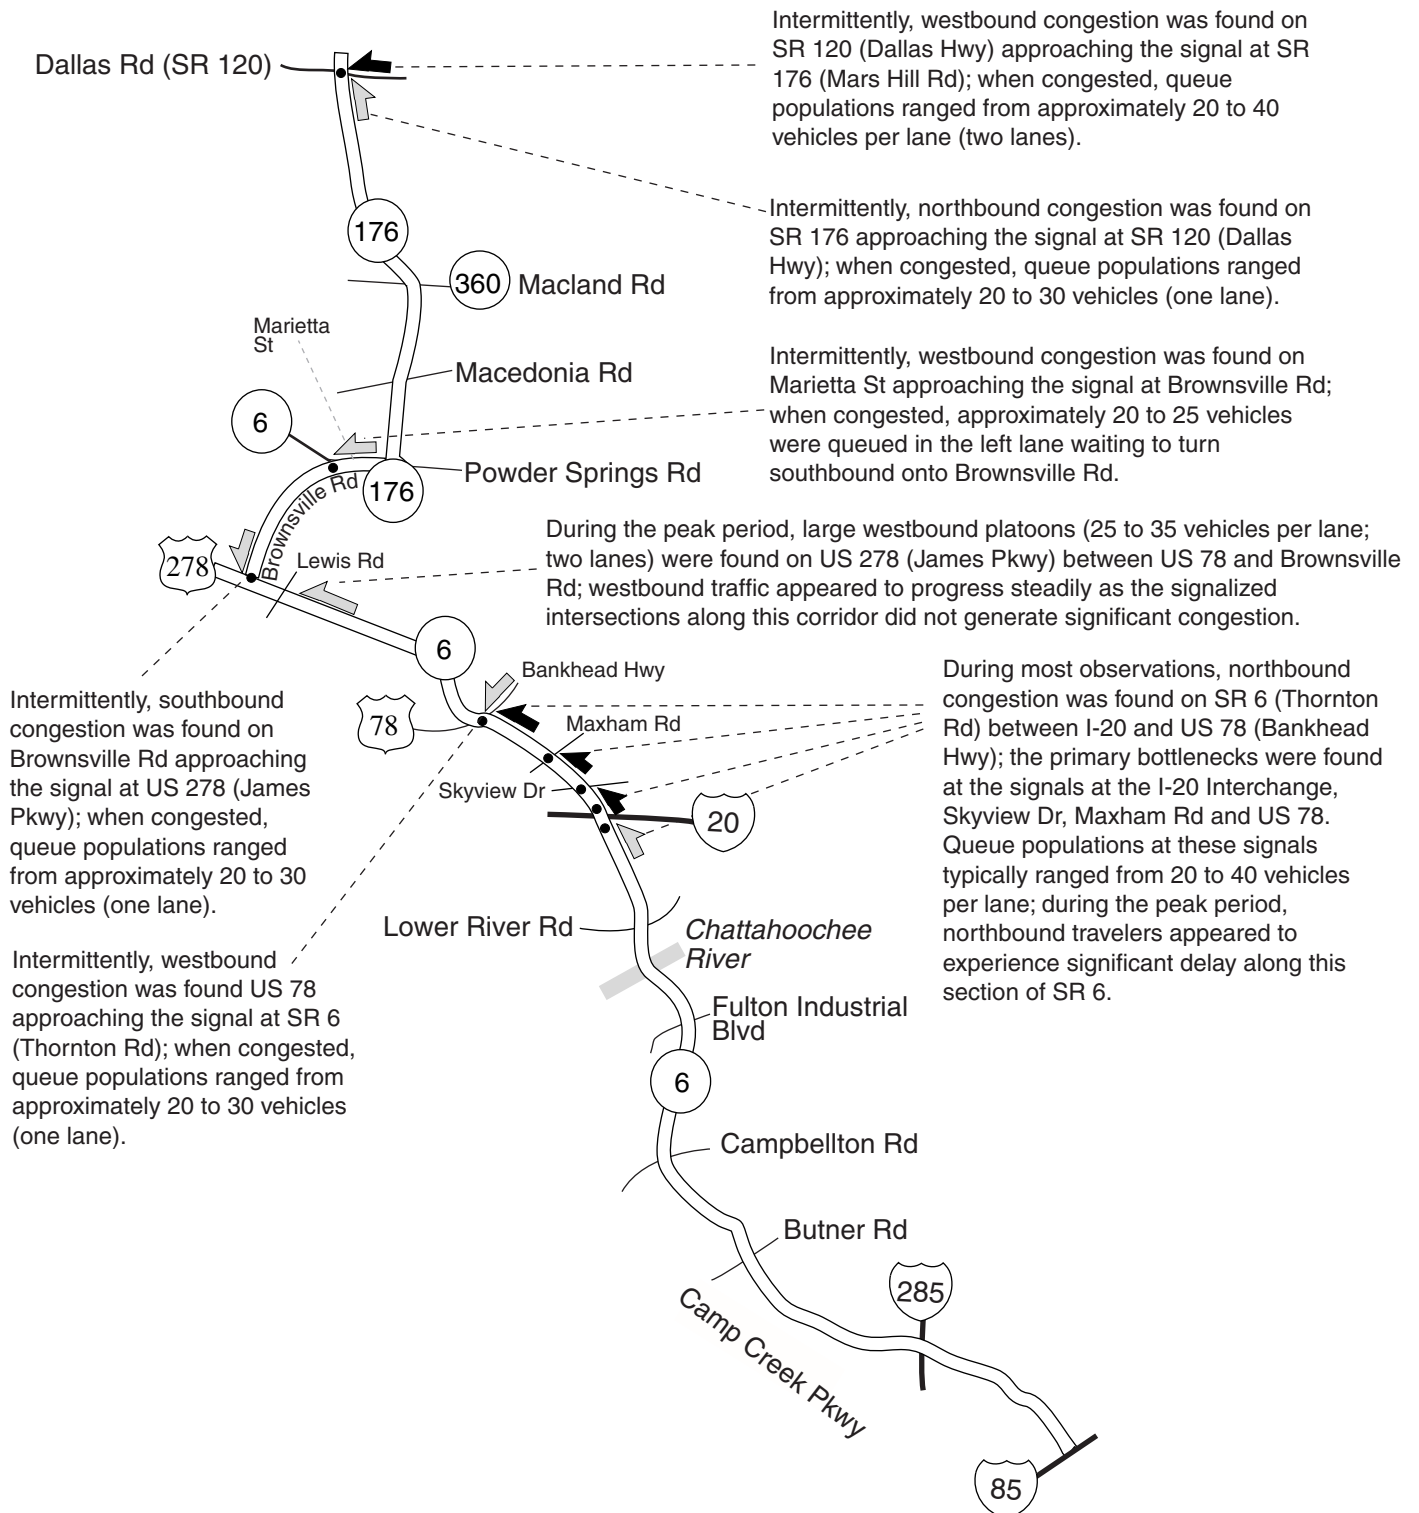 Dallas Rd (SR 120)
Intermittently, westbound congestion was found on
SR 120 (Dallas Hwy) approaching the signal at SR
176 (Mars Hill Rd); when congested, queue
populations ranged from approximately 20 to 40
vehicles per lane (two lanes).
Intermittently, northbound congestion was found on
SR 176 approaching the signal at SR 120 (Dallas
Hwy); when congested, queue populations ranged
from approximately 20 to 30 vehicles (one lane).
176
360 Macland Rd
Marietta
St
Macedonia Rd
Intermittently, westbound congestion was found on
Marietta St approaching the signal at Brownsville Rd;
when congested, approximately 20 to 25 vehicles
were queued in the left lane waiting to turn
southbound onto Brownsville Rd.
6
Powder Springs Rd
176
Brownsville Rd
278
Lewis Rd
During the peak period, large westbound platoons (25 to 35 vehicles per lane;
two lanes) were found on US 278 (James Pkwy) between US 78 and Brownsville
Rd; westbound traffic appeared to progress steadily as the signalized
intersections along this corridor did not generate significant congestion.
6
Bankhead Hwy
78
Maxham Rd
Skyview Dr
20
During most observations, northbound
congestion was found on SR 6 (Thornton
Rd) between I-20 and US 78 (Bankhead
Hwy); the primary bottlenecks were found
at the signals at the I-20 Interchange,
Skyview Dr, Maxham Rd and US 78.
Queue populations at these signals
typically ranged from 20 to 40 vehicles
per lane; during the peak period,
northbound travelers appeared to
experience significant delay along this
section of SR 6.
Intermittently, southbound
congestion was found on
Brownsville Rd approaching
the signal at US 278 (James
Pkwy); when congested,
queue populations ranged
from approximately 20 to 30
vehicles (one lane).
Intermittently, westbound
congestion was found US 78
approaching the signal at SR 6
(Thornton Rd); when congested,
queue populations ranged from
approximately 20 to 30 vehicles
(one lane).
Lower River Rd
Chattahoochee
River
Fulton Industrial
Blvd
6
Campbellton Rd
Butner Rd
285
Camp Creek Pkwy
85